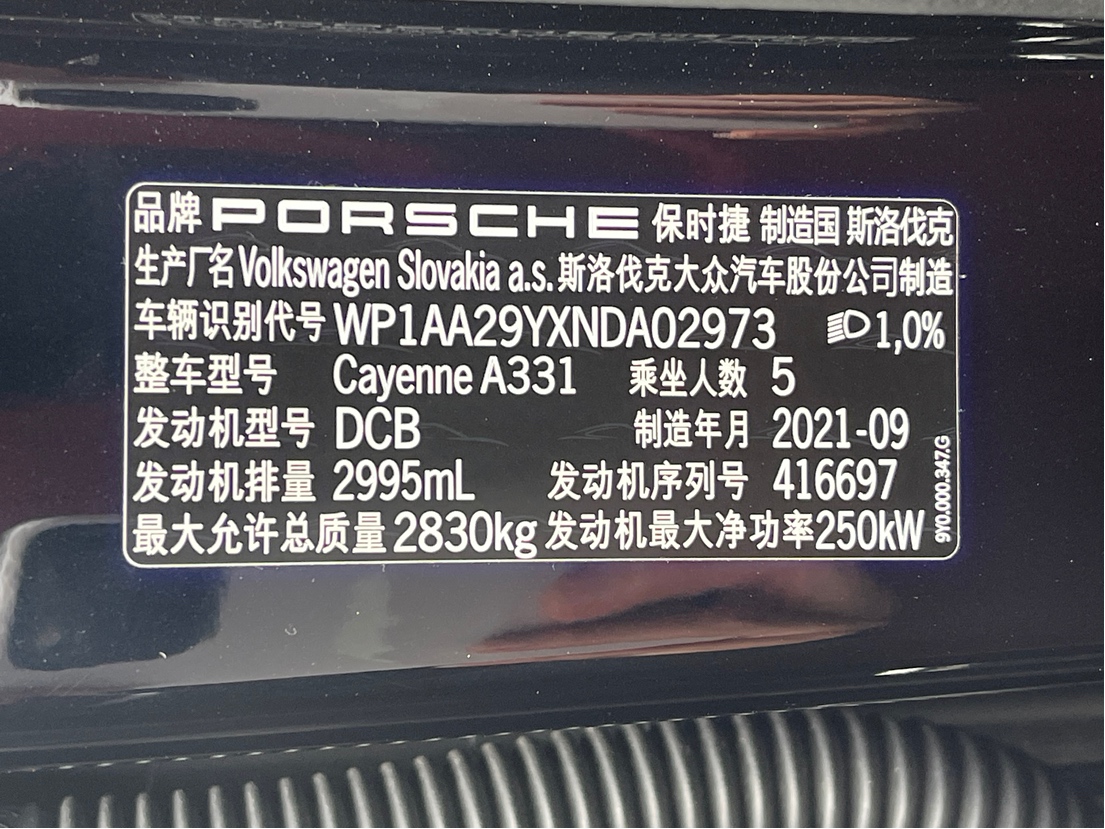 品牌 PORSCHE 保时捷 制造国 斯洛伐克
生产厂名 Volkswagen Slovakia a.s. 斯洛伐克大众汽车股份公司制造
车辆识别代号 WP1AA29YXNDA02973 1,0%
整车型号 Cayenne A331 乘坐人数 5
发动机型号 DCB 制造年月 2021-09
发动机排量 2995mL 发动机序列号 416697
最大允许总质量 2830kg 发动机最大净功率 250kW
9Y0.000.347.G